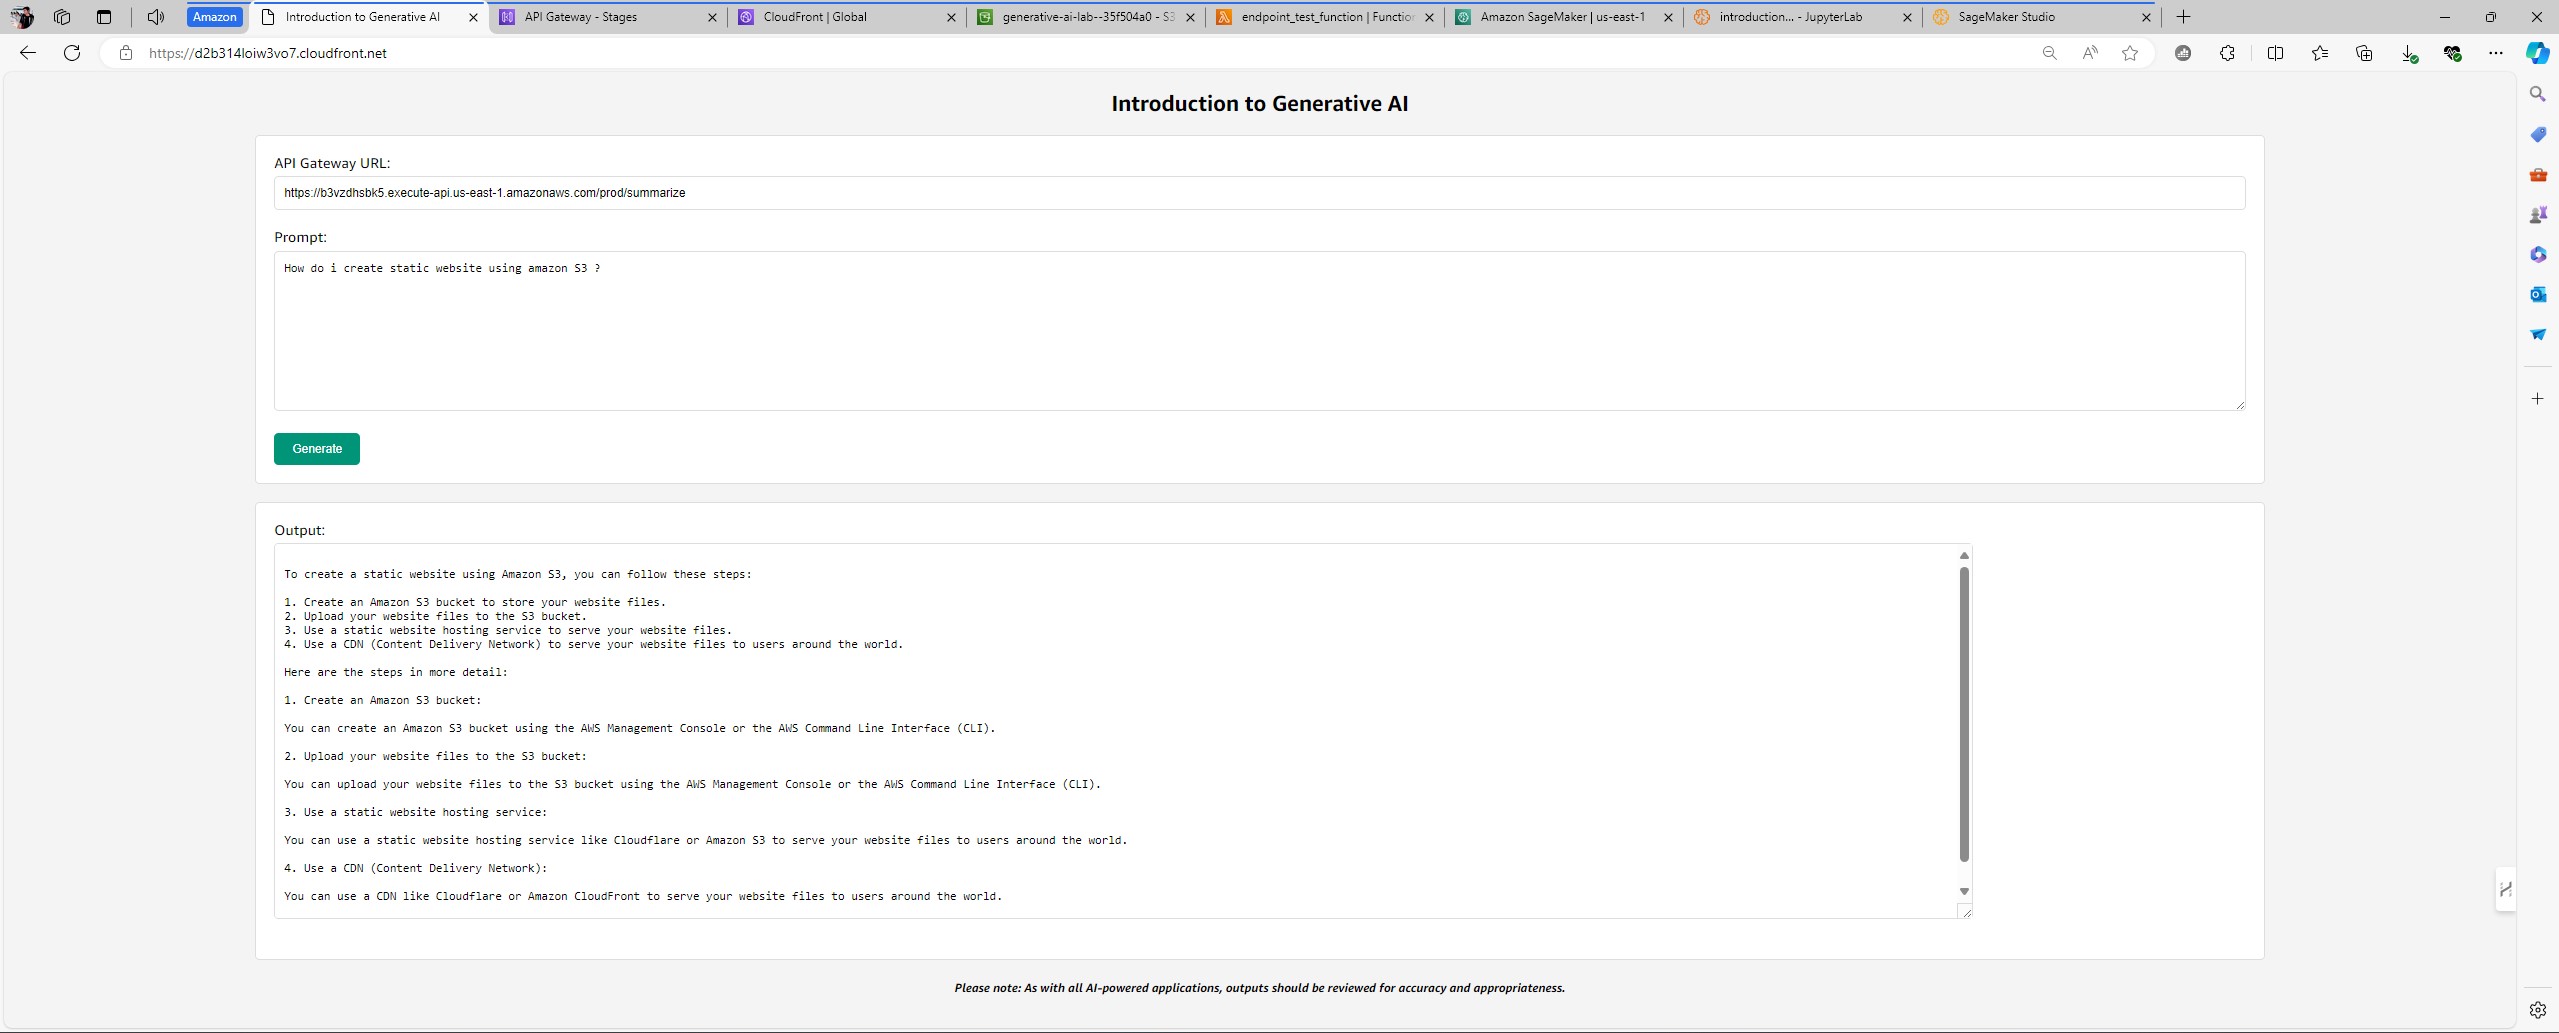 Amazon
Introduction to Generative AI
API Gateway - Stages
CloudFront | Global
generative-ai-lab--35f504a0 - S3
endpoint_test_function | Function
Amazon SageMaker | us-east-1
introduction... - JupyterLab
SageMaker Studio
https://d2b314loiw3vo7.cloudfront.net
Introduction to Generative AI
API Gateway URL:
https://b3vzdhsbk5.execute-api.us-east-1.amazonaws.com/prod/summarize
Prompt:
How do i create static website using amazon S3 ?
Generate
Output:
To create a static website using Amazon S3, you can follow these steps:
1. Create an Amazon S3 bucket to store your website files.
2. Upload your website files to the S3 bucket.
3. Use a static website hosting service to serve your website files.
4. Use a CDN (Content Delivery Network) to serve your website files to users around the world.
Here are the steps in more detail:
1. Create an Amazon S3 bucket:
You can create an Amazon S3 bucket using the AWS Management Console or the AWS Command Line Interface (CLI).
2. Upload your website files to the S3 bucket:
You can upload your website files to the S3 bucket using the AWS Management Console or the AWS Command Line Interface (CLI).
3. Use a static website hosting service:
You can use a static website hosting service like Cloudflare or Amazon S3 to serve your website files to users around the world.
4. Use a CDN (Content Delivery Network):
You can use a CDN like Cloudflare or Amazon CloudFront to serve your website files to users around the world.
Please note: As with all AI-powered applications, outputs should be reviewed for accuracy and appropriateness.